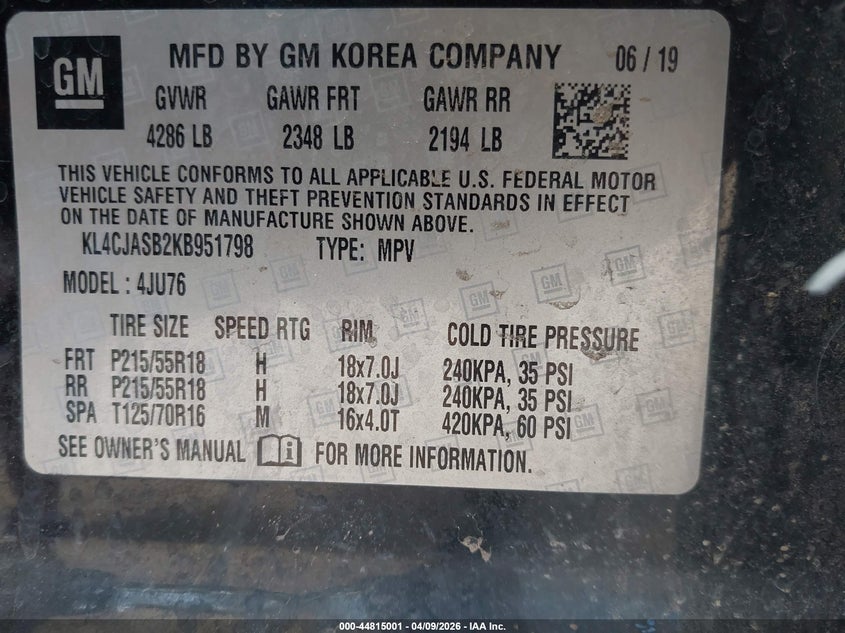 GM MFD BY GM KOREA COMPANY 06 / 19
GVWR GAWR FRT GAWR RR
4286 LB 2348 LB 2194 LB
THIS VEHICLE CONFORMS TO ALL APPLICABLE U.S. FEDERAL MOTOR
VEHICLE SAFETY AND THEFT PREVENTION STANDARDS IN EFFECT
ON THE DATE OF MANUFACTURE SHOWN ABOVE.
KL4CJASB2KB951798 TYPE: MPV
MODEL : 4JU76
TIRE SIZE SPEED RTG RIM COLD TIRE PRESSURE
FRT P215/55R18 H 18x7.0J 240KPA, 35 PSI
RR P215/55R18 H 18x7.0J 240KPA, 35 PSI
SPA T125/70R16 M 16x4.0T 420KPA, 60 PSI
SEE OWNER'S MANUAL i FOR MORE INFORMATION.
000-44815001 - 04/09/2026 - IAA Inc.